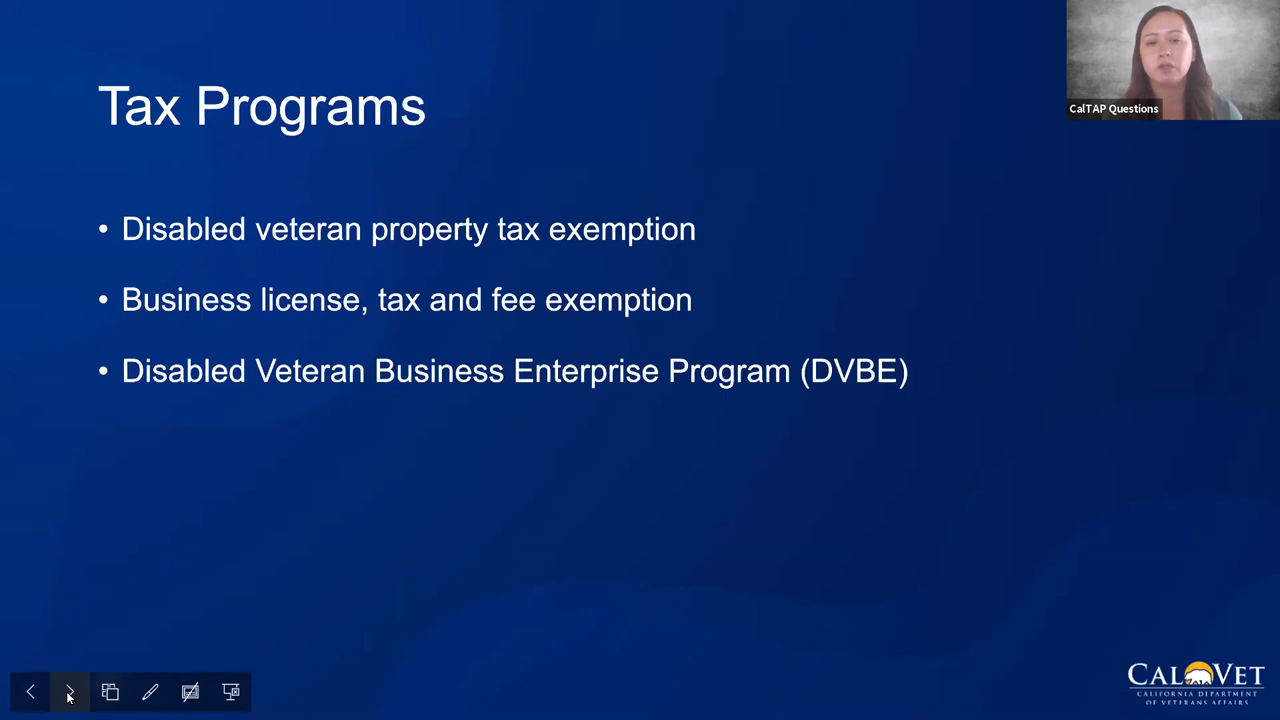 Tax Programs
CalTAP Questions
• Disabled veteran property tax exemption
• Business license, tax and fee exemption
• Disabled Veteran Business Enterprise Program (DVBE)
CALVET
CALIFORNIA DEPARTMENT
OF VETERANS AFFAIRS